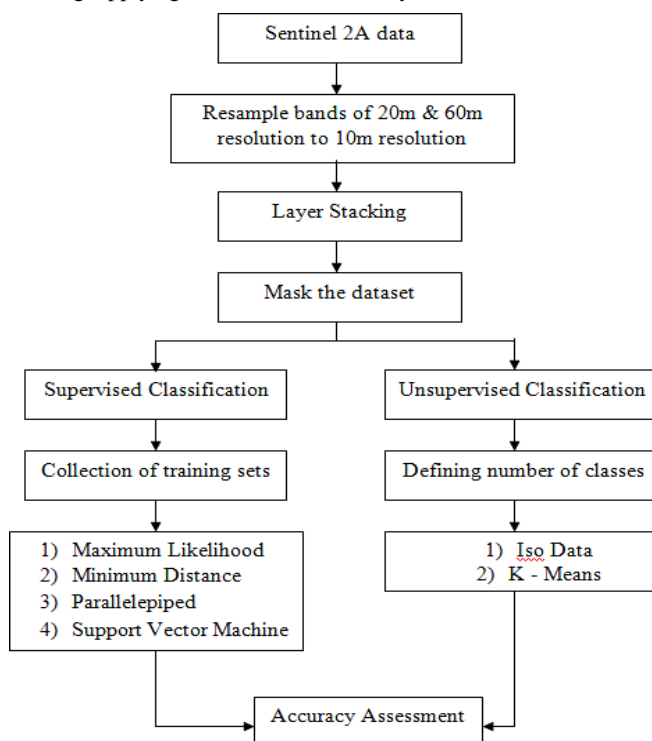 Sentinel 2A data
Resample bands of 20m & 60m
resolution to 10m resolution
Layer Stacking
Mask the dataset
Supervised Classification
Unsupervised Classification
Collection of training sets
Defining number of classes
1) Maximum Likelihood
2) Minimum Distance
3) Parallelepiped
4) Support Vector Machine
1) Iso Data
2) K - Means
Accuracy Assessment